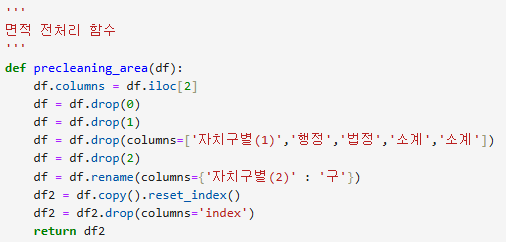 '''
면적 전처리 함수
'''
def precleaning_area(df):
    df.columns = df.iloc[2]
    df = df.drop(0)
    df = df.drop(1)
    df = df.drop(columns=['자치구별(1)','행정','법정','소계','소계'])
    df = df.drop(2)
    df = df.rename(columns={'자치구별(2)' : '구'})
    df2 = df.copy().reset_index()
    df2 = df2.drop(columns='index')
    return df2